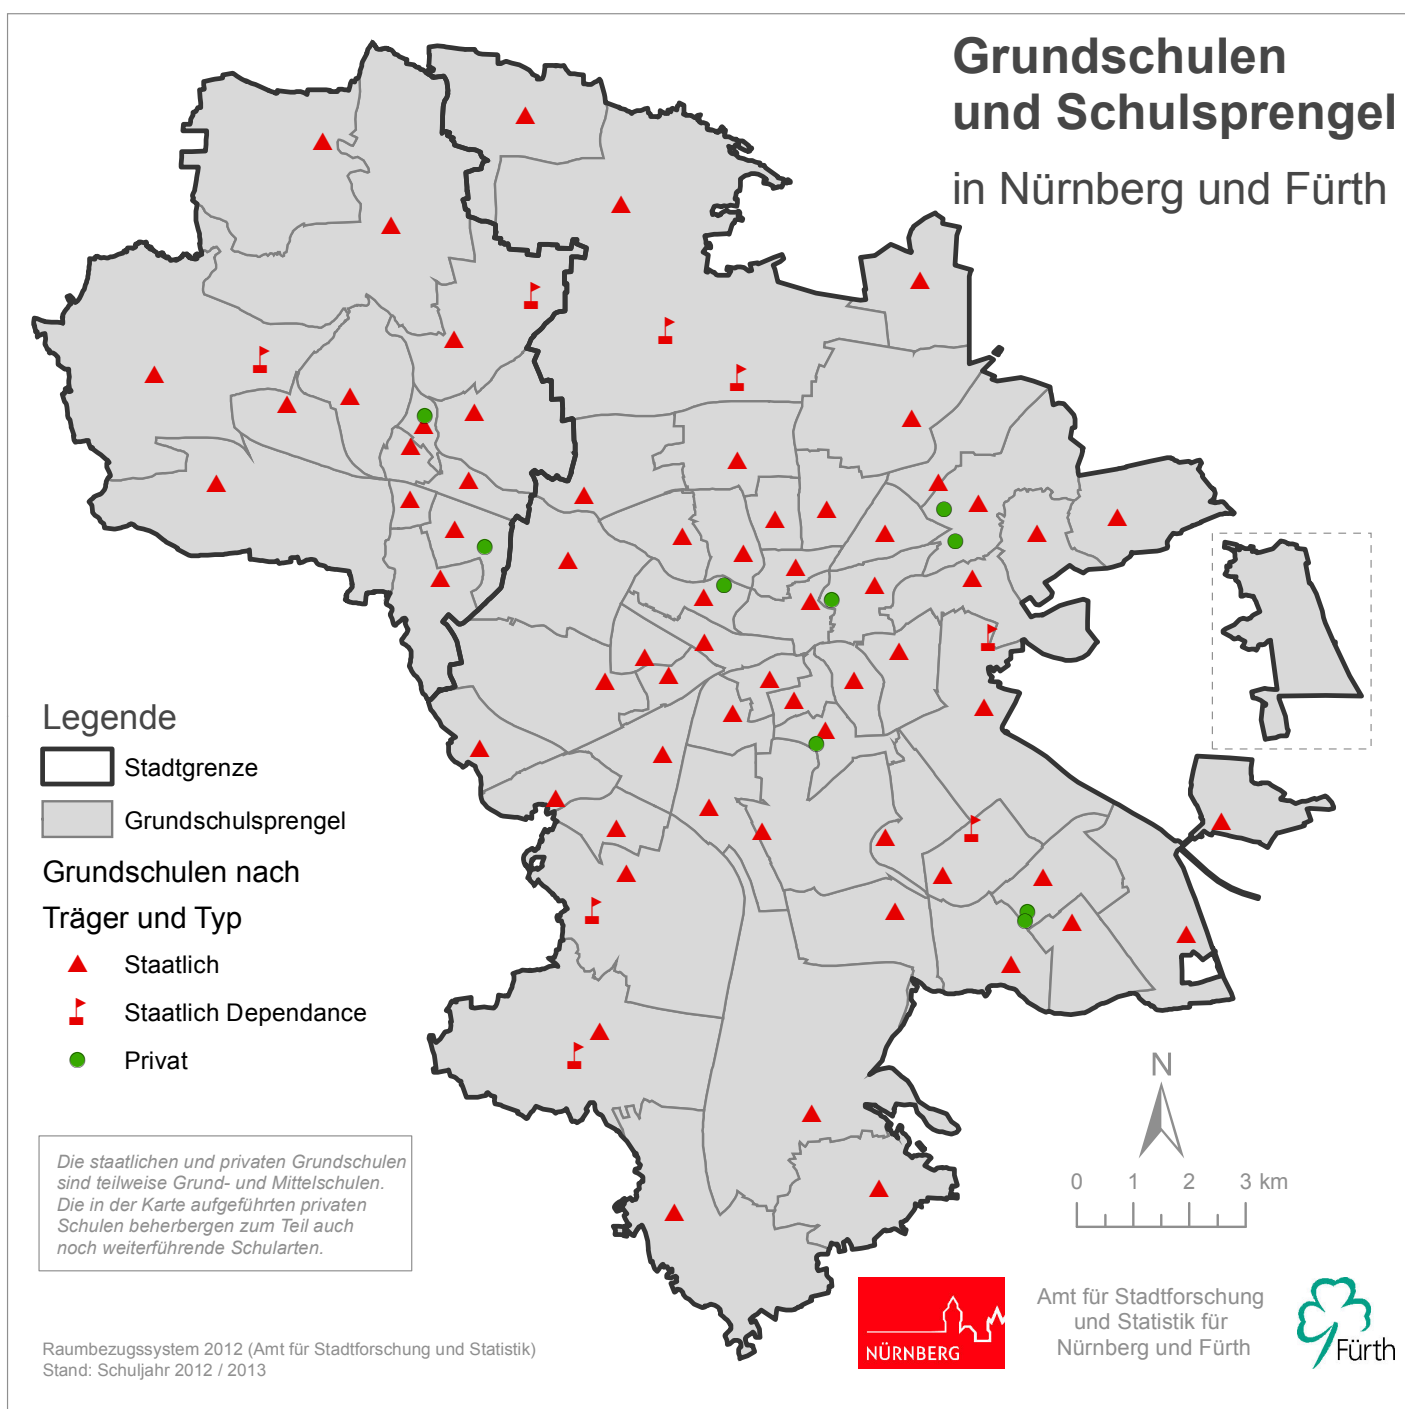 Grundschulen
und Schulsprengel
in Nürnberg und Fürth
Legende
Stadtgrenze
Grundschulsprengel
Grundschulen nach
Träger und Typ
Staatlich
Staatlich Dependance
Privat
Die staatlichen und privaten Grundschulen
sind teilweise Grund- und Mittelschulen.
Die in der Karte aufgeführten privaten
Schulen beherbergen zum Teil auch
noch weiterführende Schularten.
N
0 1 2 3 km
NÜRNBERG
Amt für Stadtforschung
und Statistik für
Nürnberg und Fürth
Fürth
Raumbezugssystem 2012 (Amt für Stadtforschung und Statistik)
Stand: Schuljahr 2012 / 2013